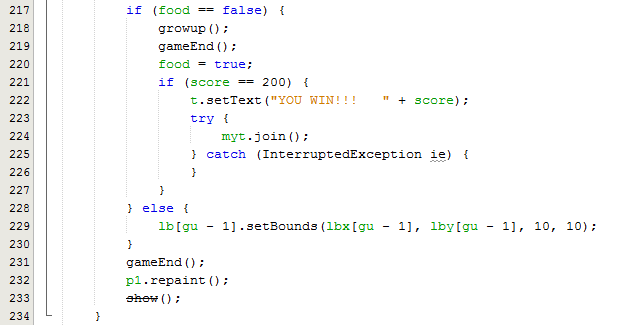 217 if (food == false) {
218 growup();
219 gameEnd();
220 food = true;
221 if (score == 200) {
222 t.setText("YOU WIN!!!   " + score);
223 try {
224 myt.join();
225 } catch (InterruptedException ie) {
226 }
227 }
228 } else {
229 lb[gu - 1].setBounds(lbx[gu - 1], lby[gu - 1], 10, 10);
230 }
231 gameEnd();
232 p1.repaint();
233 show();
234 }